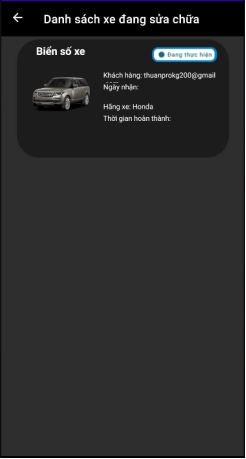 Danh sách xe đang sửa chữa
Biển số xe
Đang thực hiện
Khách hàng: thuanprokg200@gmail
Ngày nhận:
Hãng xe: Honda
Thời gian hoàn thành: